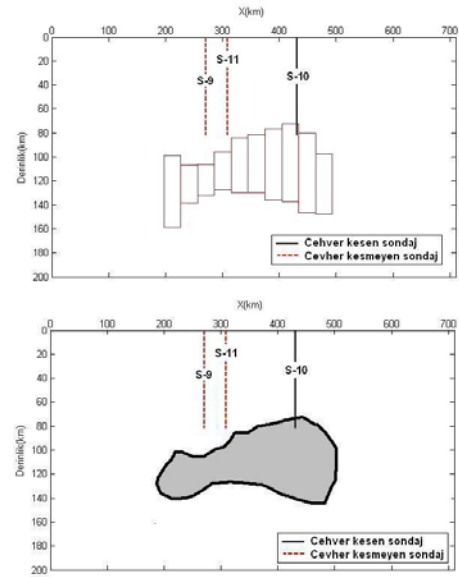 X(km)
0 100 200 300 400 500 600 700
0
20
40
60
80
100
120
140
160
180
200
Derinlik(km)
S-9
S-11
S-10
Cehver kesen sondaj
Cevher kesmeyen sondaj
X(km)
0 100 200 300 400 500 600 700
0
20
40
60
80
100
120
140
160
180
200
Derinlik(km)
S-11
S-9
S-10
Cehver kesen sondaj
Cevher kesmeyen sondaj